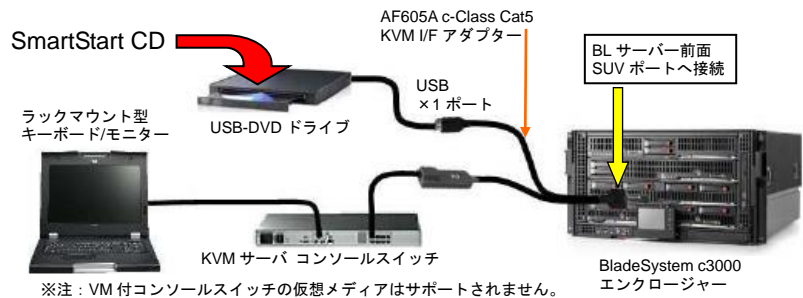 AF605A c-Class Cat5
KVM I/F アダプター
SmartStart CD
BL サーバー前面
SUV ポートへ接続
USB
×1 ポート
USB-DVD ドライブ
ラックマウント型
キーボード/モニター
KVM サーバ コンソールスイッチ
BladeSystem c3000
エンクロージャー
※注：VM 付コンソールスイッチの仮想メディアはサポートされません。